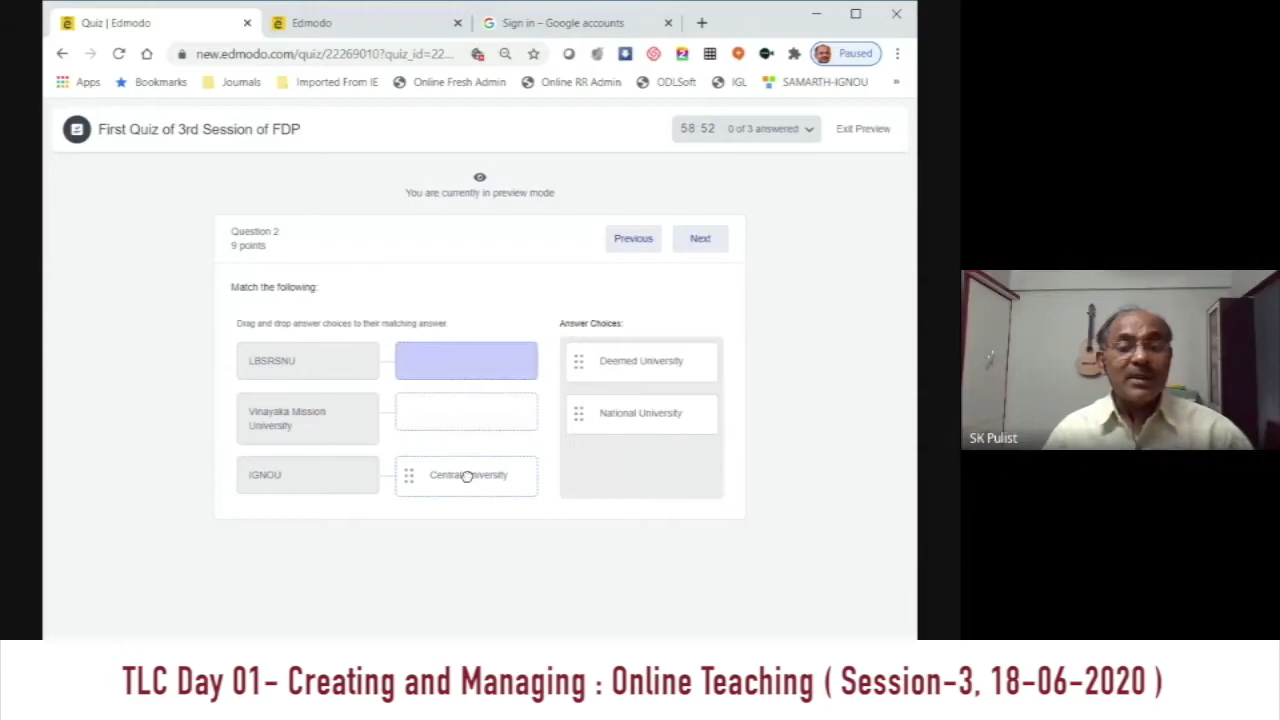 Quiz | Edmodo
Edmodo
Sign in – Google accounts
new.edmodo.com/quiz/22269010?quiz_id=22...
Paused
Apps
Bookmarks
Journals
Imported From IE
Online Fresh Admin
Online RR Admin
ODLSoft
IGL
SAMARTH-IGNOU
»
First Quiz of 3rd Session of FDP
58:52 0 of 3 answered
Exit Preview
You are currently in preview mode
Question 2
9 points
Previous
Next
Match the following:
Drag and drop answer choices to their matching answer.
Answer Choices:
LBSRSNU
Deemed University
Vinayaka Mission
University
National University
IGNOU
Central University
SK Pulist
TLC Day 01- Creating and Managing : Online Teaching ( Session-3, 18-06-2020 )